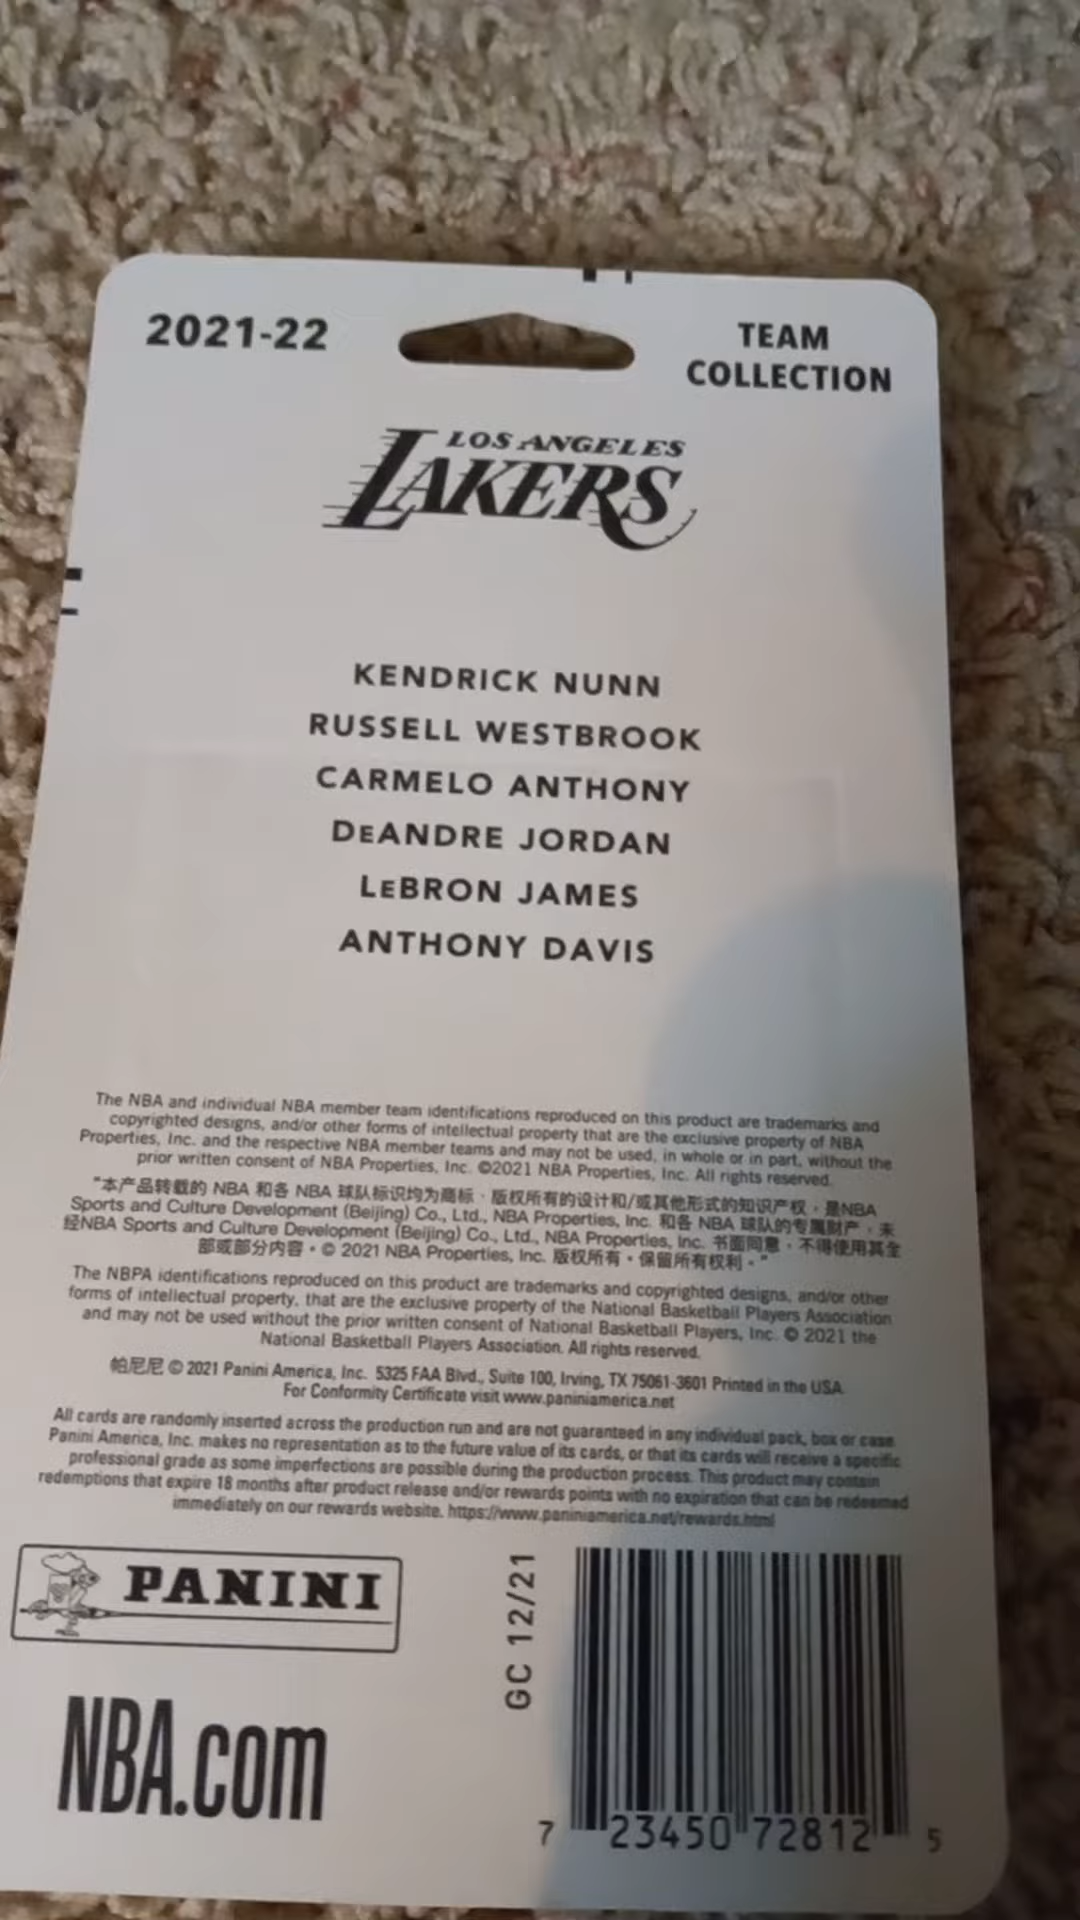 2021-22
TEAM
COLLECTION
LOS ANGELES
LAKERS
KENDRICK NUNN
RUSSELL WESTBROOK
CARMELO ANTHONY
DeANDRE JORDAN
LeBRON JAMES
ANTHONY DAVIS
The NBA and individual NBA member team identifications reproduced on this product are trademarks and
copyrighted designs, and/or other forms of intellectual property that are the exclusive property of NBA
Properties, Inc. and the respective NBA member teams and may not be used, in whole or in part, without the
prior written consent of NBA Properties, Inc. ©2021 NBA Properties, Inc. All rights reserved.
"本产品转载的 NBA 和各 NBA 球队标识均为商标，版权所有的设计和/或其他形式的知识产权，是NBA
Sports and Culture Development (Beijing) Co., Ltd., NBA Properties, Inc. 和各 NBA 球队的专属财产。未
经NBA Sports and Culture Development (Beijing) Co., Ltd., NBA Properties, Inc. 书面同意，不得使用其全
部或部分内容。© 2021 NBA Properties, Inc. 版权所有。保留所有权利。"
The NBPA identifications reproduced on this product are trademarks and copyrighted designs, and/or other
forms of intellectual property, that are the exclusive property of the National Basketball Players Association
and may not be used without the prior written consent of National Basketball Players, Inc. © 2021 the
National Basketball Players Association. All rights reserved.
帕尼尼 © 2021 Panini America, Inc. 5325 FAA Blvd., Suite 100, Irving, TX 75061-3601 Printed in the USA
For Conformity Certificate visit www.paniniamerica.net
All cards are randomly inserted across the production run and are not guaranteed in any individual pack, box or case.
Panini America, Inc. makes no representation as to the future value of its cards, or that its cards will receive a specific
professional grade as some imperfections are possible during the production process. This product may contain
redemptions that expire 18 months after product release and/or rewards points with no expiration that can be redeemed
immediately on our rewards website. https://www.paniniamerica.net/rewards.html
PANINI
GC 12/21
NBA.com
7 23450 72812 5